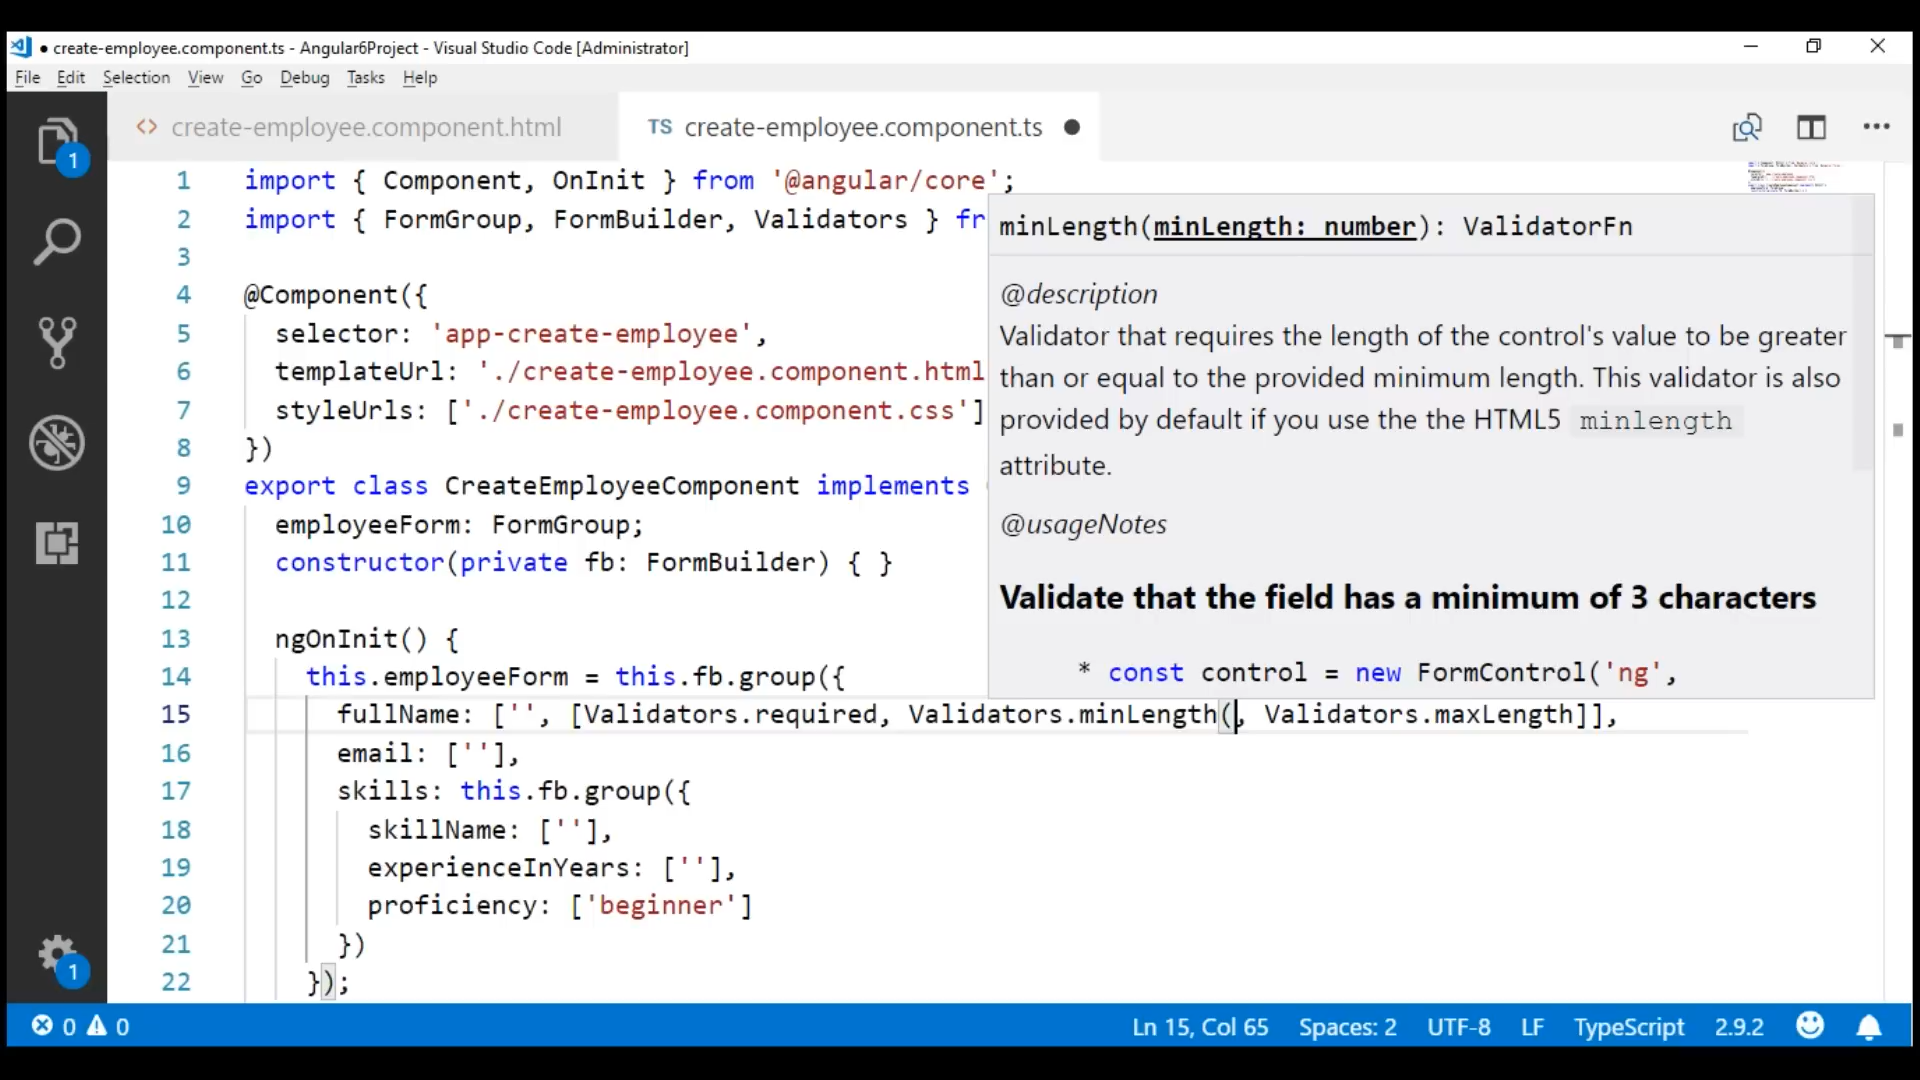 ● create-employee.component.ts - Angular6Project - Visual Studio Code [Administrator]
File Edit Selection View Go Debug Tasks Help
<> create-employee.component.html TS create-employee.component.ts ●
1
1 import { Component, OnInit } from '@angular/core';
2 import { FormGroup, FormBuilder, Validators } fr
3
4 @Component({
5 selector: 'app-create-employee',
6 templateUrl: './create-employee.component.html
7 styleUrls: ['./create-employee.component.css']
8 })
9 export class CreateEmployeeComponent implements
10 employeeForm: FormGroup;
11 constructor(private fb: FormBuilder) { }
12
13 ngOnInit() {
14 this.employeeForm = this.fb.group({
15 fullName: ['', [Validators.required, Validators.minLength(, Validators.maxLength]],
16 email: [''],
17 skills: this.fb.group({
18 skillName: [''],
19 experienceInYears: [''],
20 proficiency: ['beginner']
21 })
22 });
minLength(minLength: number): ValidatorFn
@description
Validator that requires the length of the control's value to be greater
than or equal to the provided minimum length. This validator is also
provided by default if you use the the HTML5 minlength
attribute.
@usageNotes
Validate that the field has a minimum of 3 characters
* const control = new FormControl('ng',
1
0 0 Ln 15, Col 65 Spaces: 2 UTF-8 LF TypeScript 2.9.2